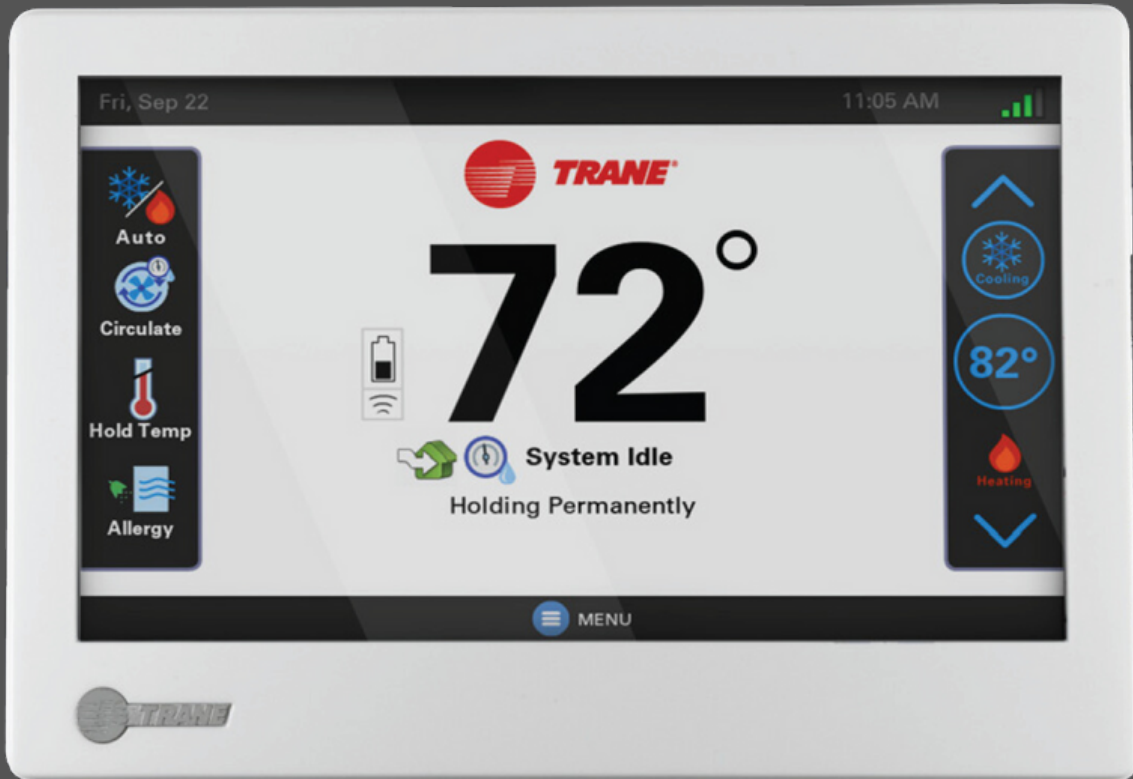 Fri, Sep 22
11:05 AM
TRANE®
Auto
Circulate
Hold Temp
Allergy
72°
System Idle
Holding Permanently
Cooling
82°
Heating
MENU
TRANE